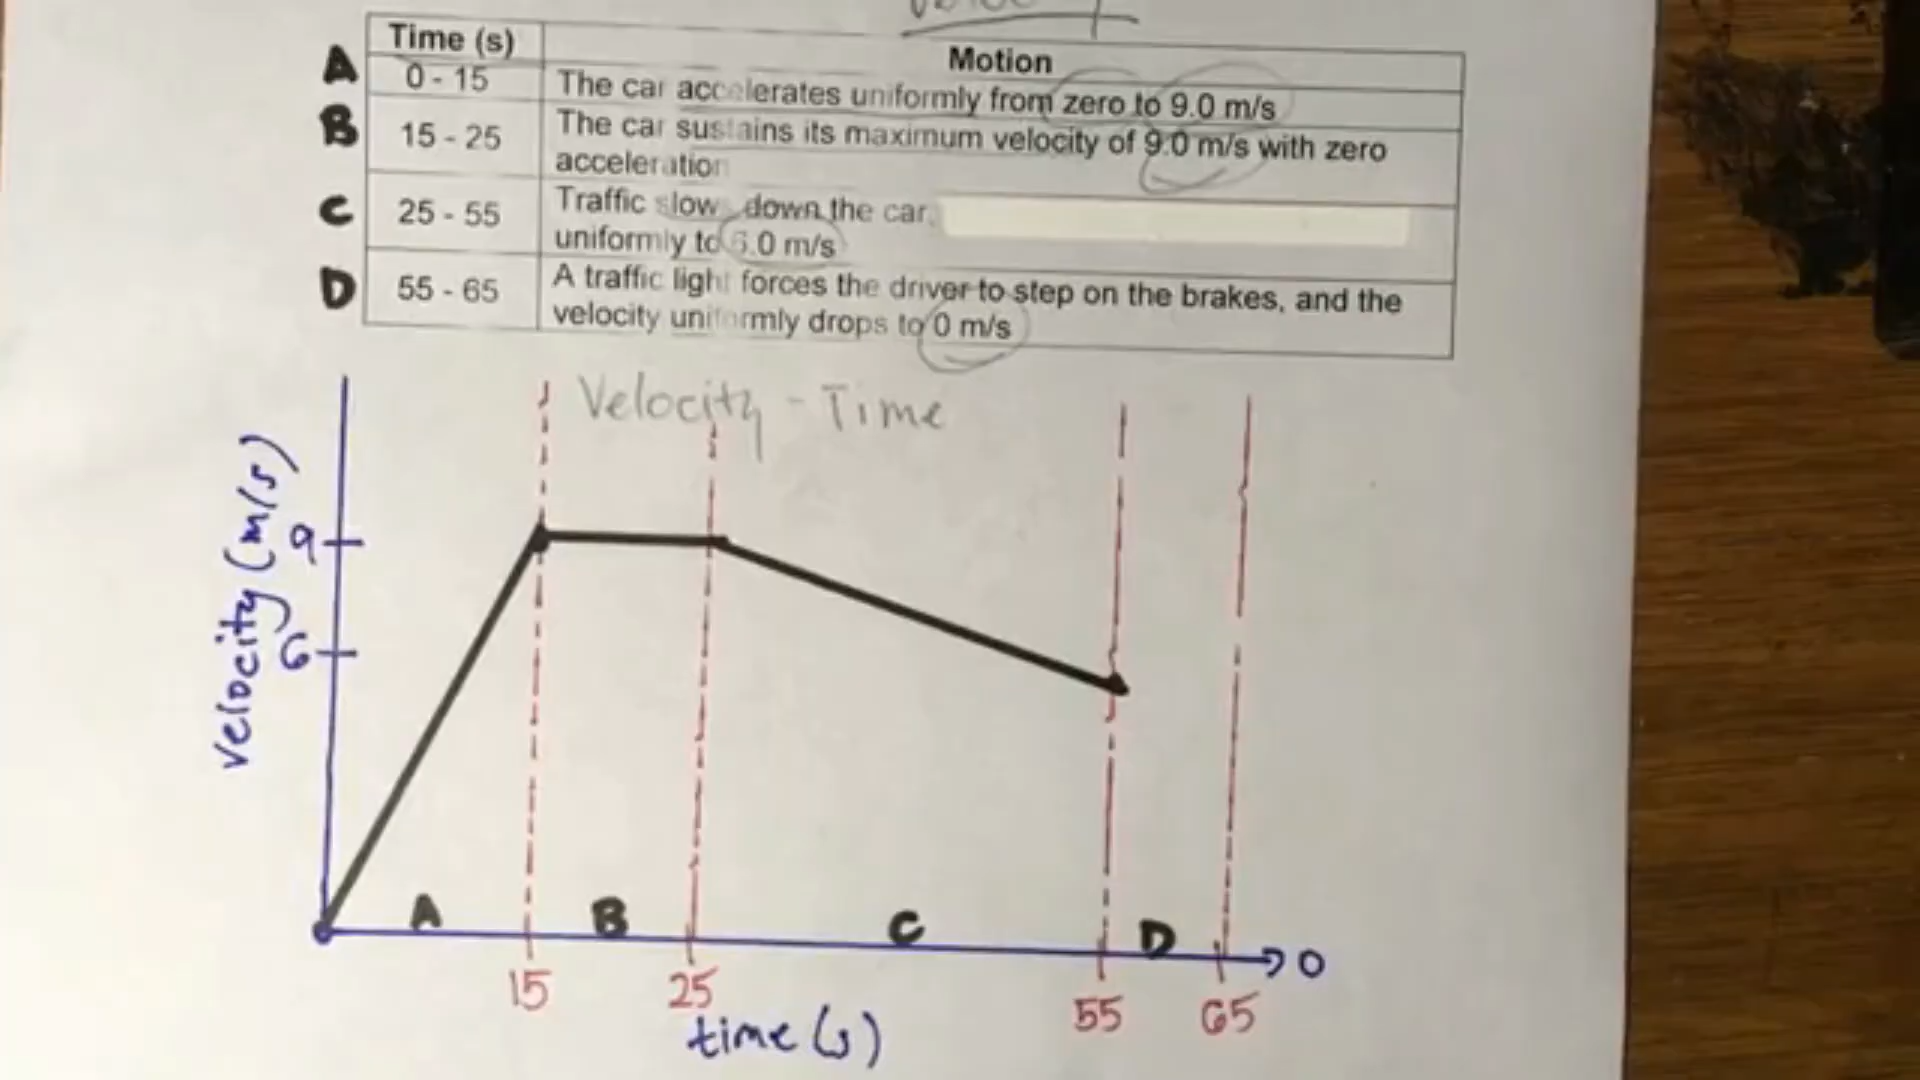 Time (s) Motion
A 0 - 15 The car accelerates uniformly from zero to 9.0 m/s
B 15 - 25 The car sustains its maximum velocity of 9.0 m/s with zero
acceleration
C 25 - 55 Traffic slows down the car
uniformly to 6.0 m/s
D 55 - 65 A traffic light forces the driver to step on the brakes, and the
velocity uniformly drops to 0 m/s
Velocity - Time
velocity (m/s)
9
6
A B C D
0
15 25 55 65
time (s)